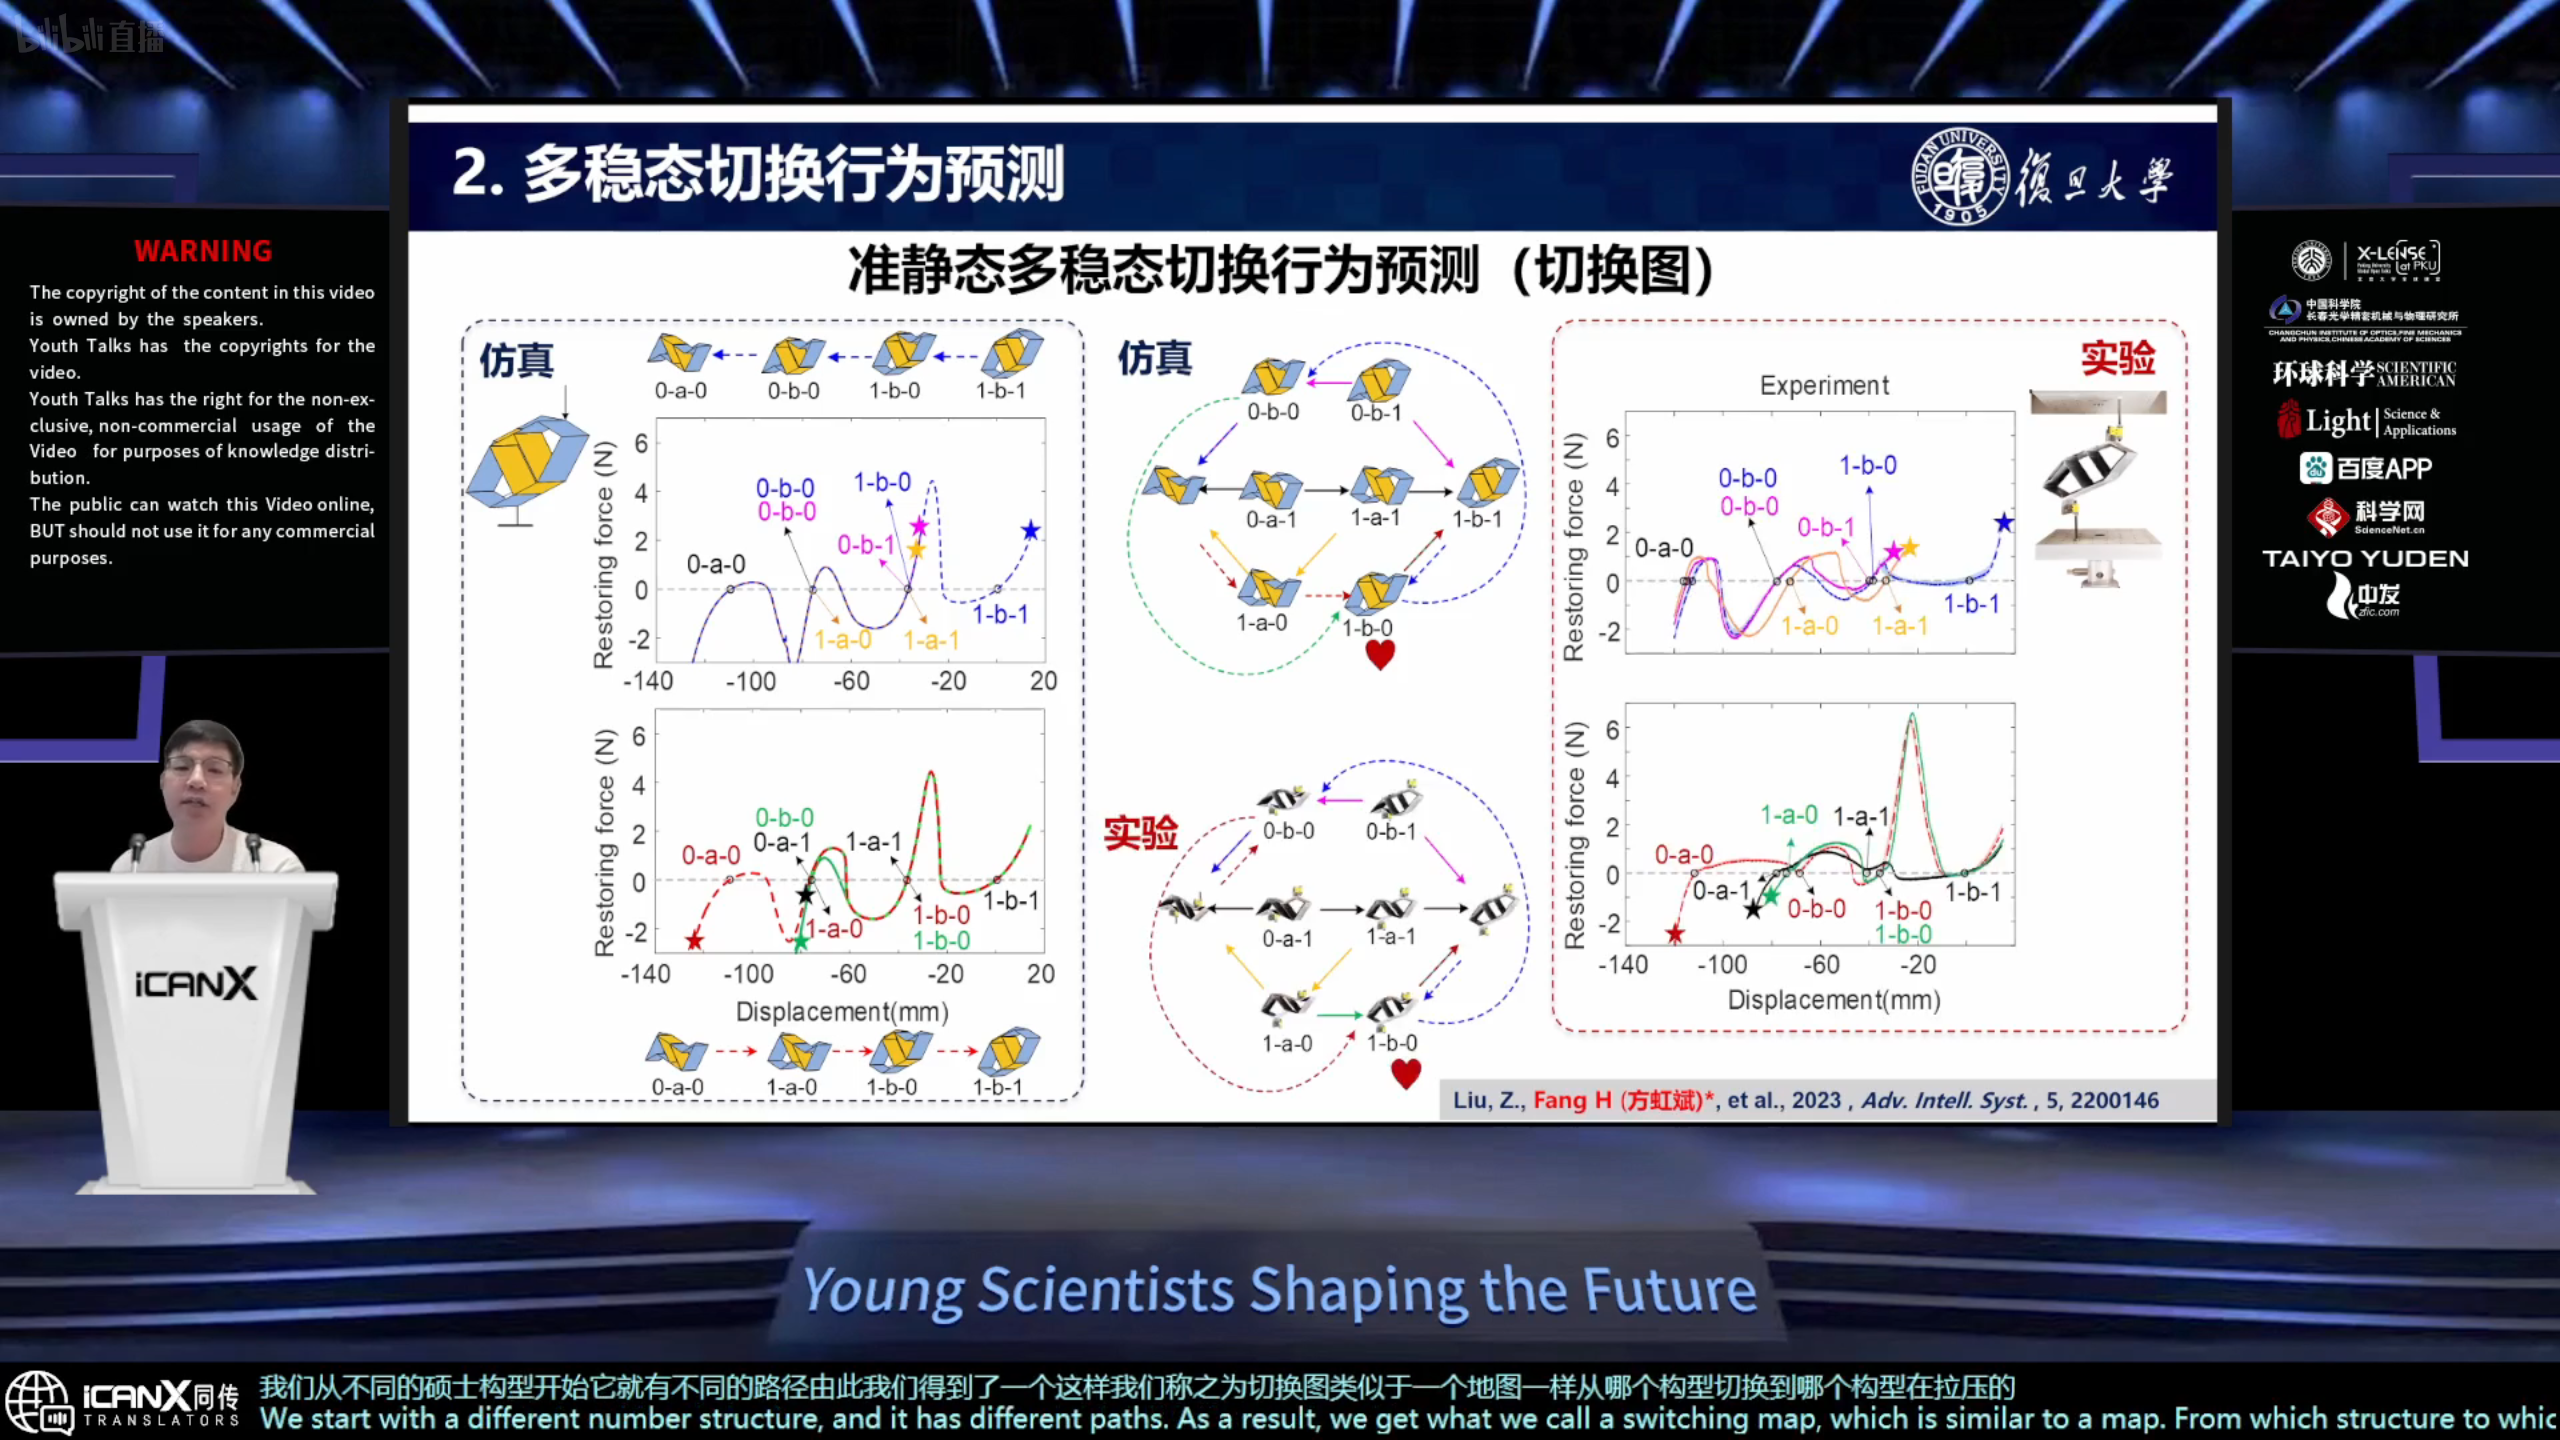 bilibili 直播
2. 多稳态切换行为预测
FUDAN UNIVERSITY
1905
復旦大學
准静态多稳态切换行为预测（切换图）
WARNING
The copyright of the content in this video
is owned by the speakers.
Youth Talks has the copyrights for the
video.
Youth Talks has the right for the non-ex-
clusive, non-commercial usage of the
Video for purposes of knowledge distri-
bution.
The public can watch this Video online,
BUT should not use it for any commercial
purposes.
仿真
0-a-0
0-b-0
1-b-0
1-b-1
Restoring force (N)
6
4
2
0
-2
0-a-0
0-b-0
0-b-0
1-b-0
0-b-1
1-a-0
1-a-1
1-b-1
-140
-100
-60
-20
20
Restoring force (N)
6
4
2
0
-2
0-a-0
0-b-0
0-a-1
1-a-1
1-a-0
1-b-0
1-b-0
1-b-1
-140
-100
-60
-20
20
Displacement(mm)
0-a-0
1-a-0
1-b-0
1-b-1
仿真
0-b-0
0-b-1
0-a-1
1-a-1
1-b-1
1-a-0
1-b-0
实验
0-b-0
0-b-1
0-a-1
1-a-1
1-a-0
1-b-0
实验
Experiment
Restoring force (N)
6
4
2
0
-2
0-a-0
0-b-0
0-b-0
1-b-0
0-b-1
1-a-0
1-a-1
1-b-1
Restoring force (N)
6
4
2
0
-2
0-a-0
1-a-0
1-a-1
0-a-1
0-b-0
1-b-0
1-b-0
1-b-1
-140
-100
-60
-20
Displacement(mm)
Liu, Z., Fang H (方虹斌)*, et al., 2023 , Adv. Intell. Syst. , 5, 2200146
X-LENSE
at PKU
中国科学院
长春光学精密机械与物理研究所
CHANGCHUN INSTITUTE OF OPTICS,FINE MECHANICS
AND PHYSICS,CHINESE ACADEMY OF SCIENCES
环球科学 SCIENTIFIC AMERICAN
Light Science & Applications
du 百度APP
科学网
ScienceNet.cn
TAIYO YUDEN
中发
zfic.com
iCANX
Young Scientists Shaping the Future
iCANX同传
TRANSLATORS
我们从不同的硕士构型开始它就有不同的路径由此我们得到了一个这样我们称之为切换图类似于一个地图一样从哪个构型切换到哪个构型在拉压的
We start with a different number structure, and it has different paths. As a result, we get what we call a switching map, which is similar to a map. From which structure to whic